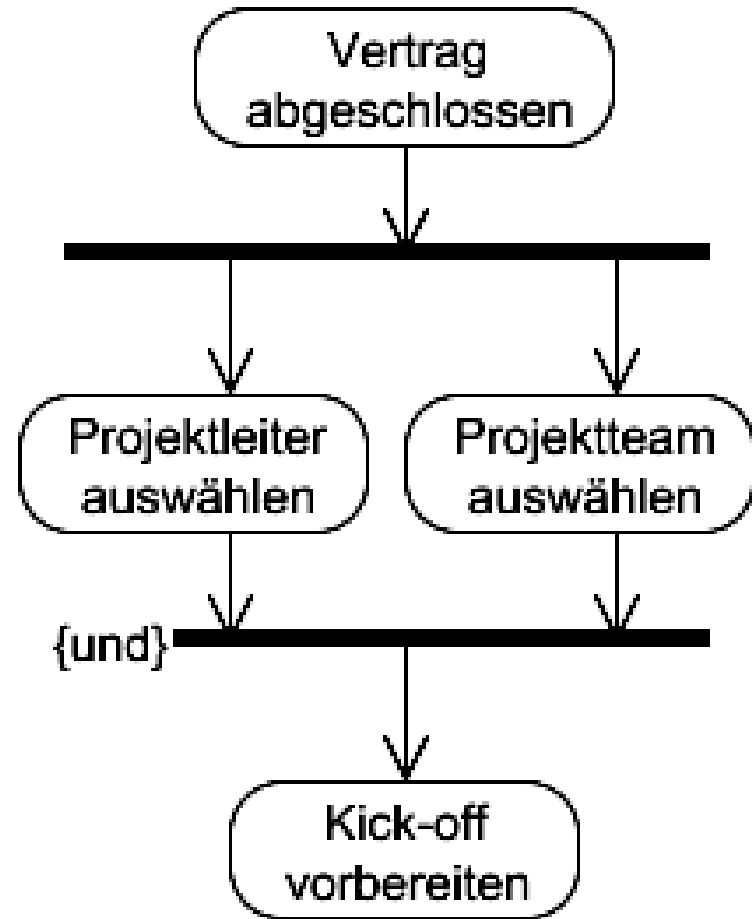 Vertrag
abgeschlossen
Projektleiter
auswählen
Projektteam
auswählen
{und}
Kick-off
vorbereiten